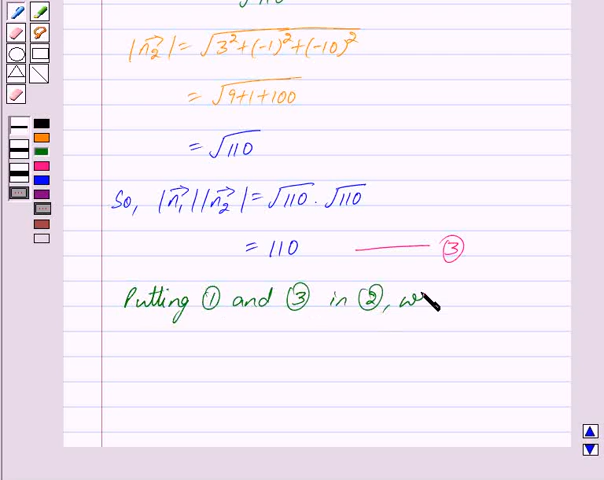 |n₂→| = √3²+(-1)²+(-10)²
= √9+1+100
= √110
So, |n₁→||n₂→| = √110 . √110
= 110 ——— ③
Putting ① and ③ in ②, we